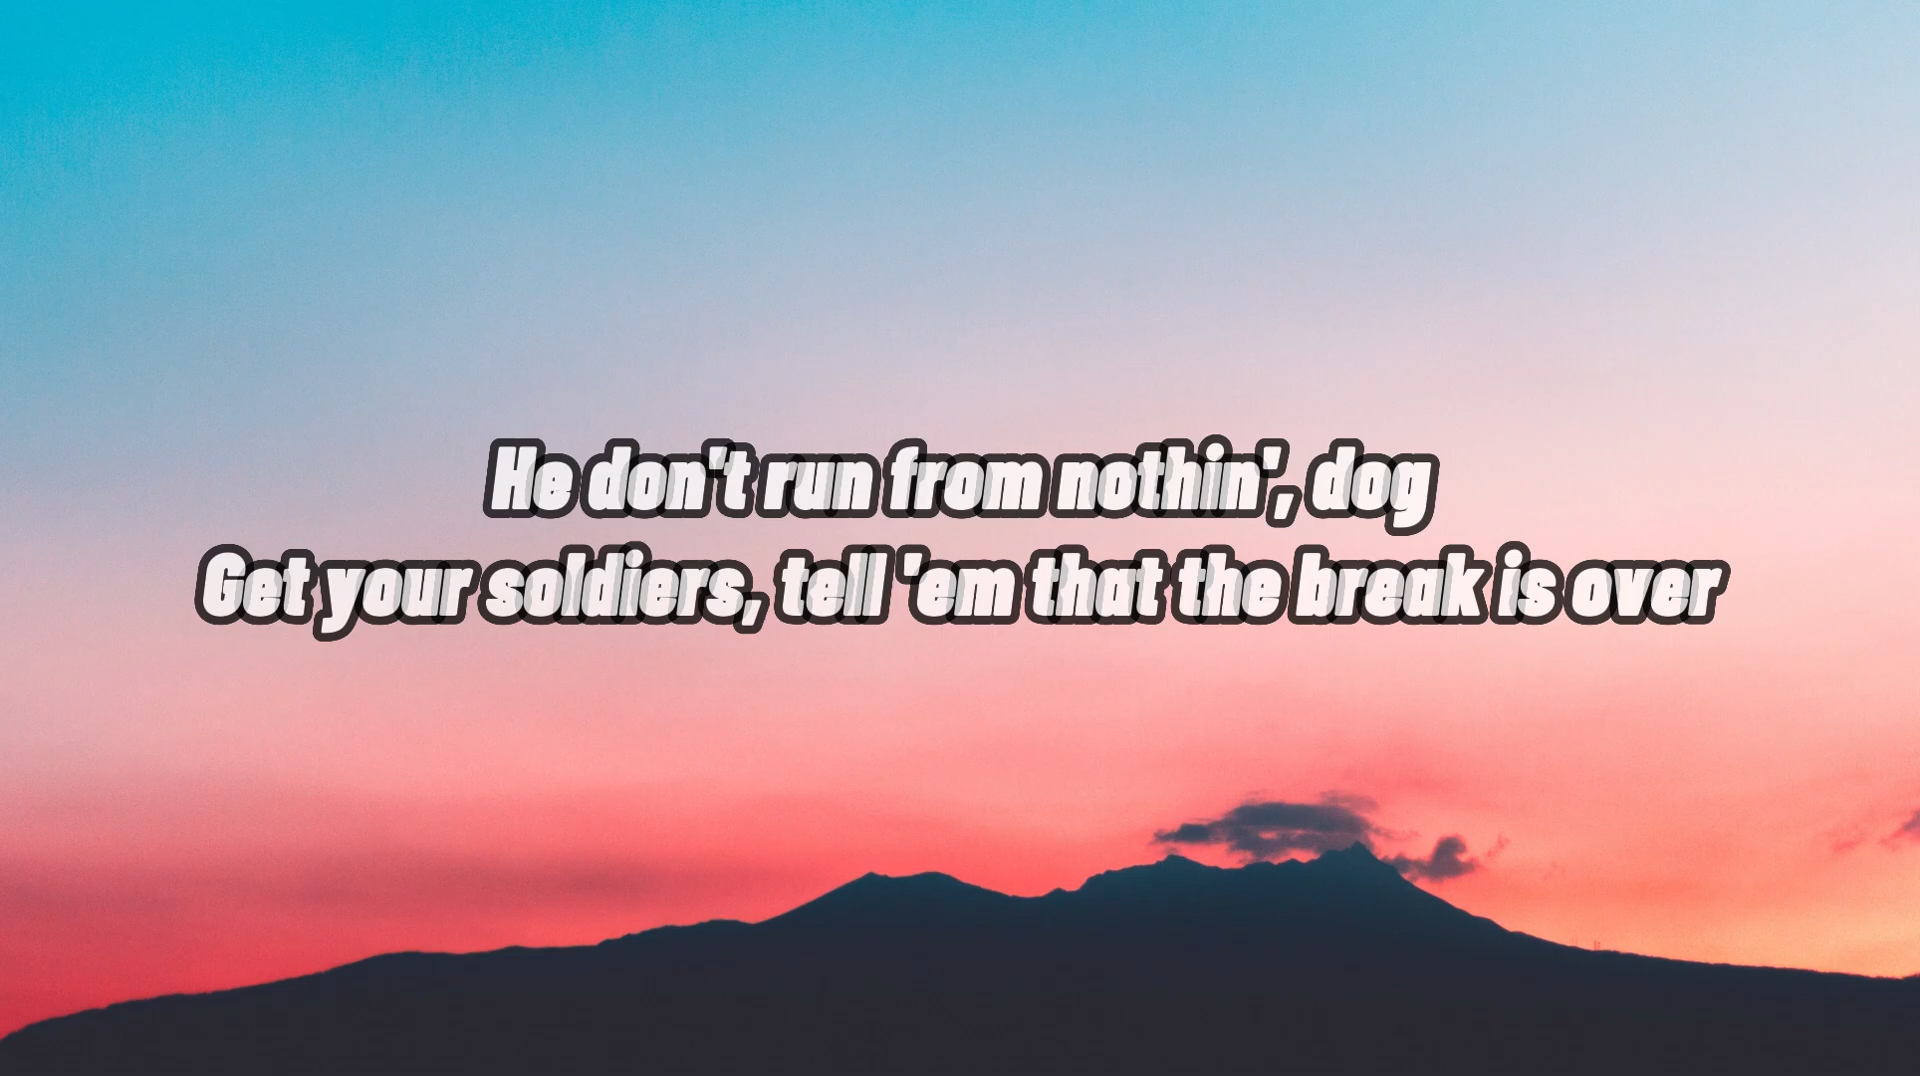 He don't run from nothin', dog
Get your soldiers, tell 'em that the break is over